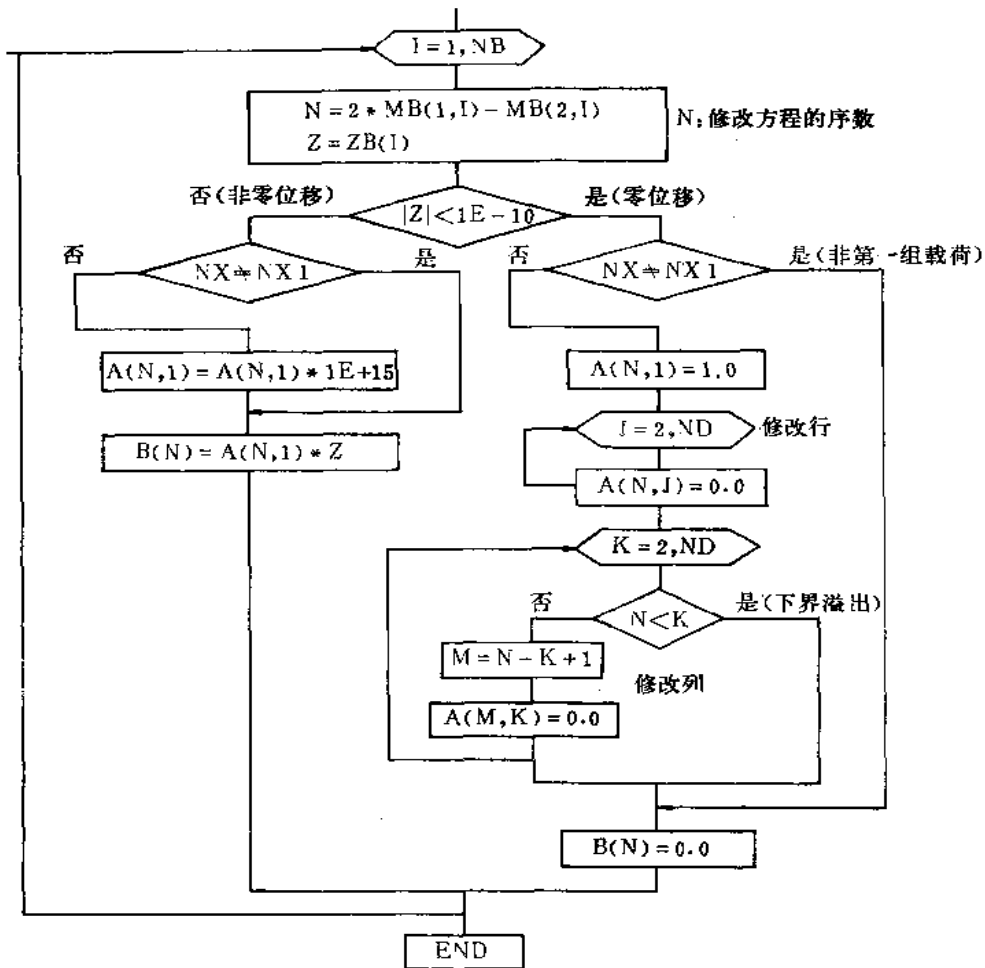 I=1,NB
N=2*MB(1,I)-MB(2,I)
Z=ZB(I)
N:修改方程的序数
否(非零位移)
|Z|<1E-10
是(零位移)
否
NX≠NX1
是
否
NX≠NX1
是(非第一组载荷)
A(N,1)=A(N,1)*1E+15
A(N,1)=1.0
B(N)=A(N,1)*Z
J=2,ND
修改行
A(N,J)=0.0
K=2,ND
否
N<K
是(下界溢出)
M=N-K+1
修改列
A(M,K)=0.0
B(N)=0.0
END